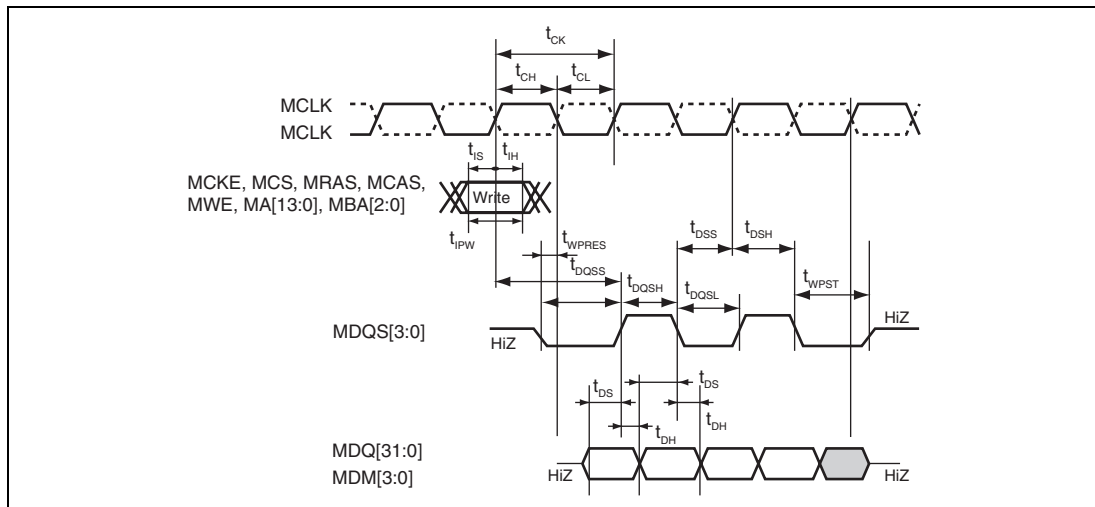 tCK
tCH tCL
MCLK
MCLK
tIS tIH
MCKE, MCS, MRAS, MCAS,
MWE, MA[13:0], MBA[2:0]
Write
tIPW
tWPRES
tDSS tDSH
tDQSS
tDQSH tDQSL
tWPST
MDQS[3:0]
HiZ
HiZ
tDS
tDS
tDH
tDH
MDQ[31:0]
MDM[3:0]
HiZ
HiZ